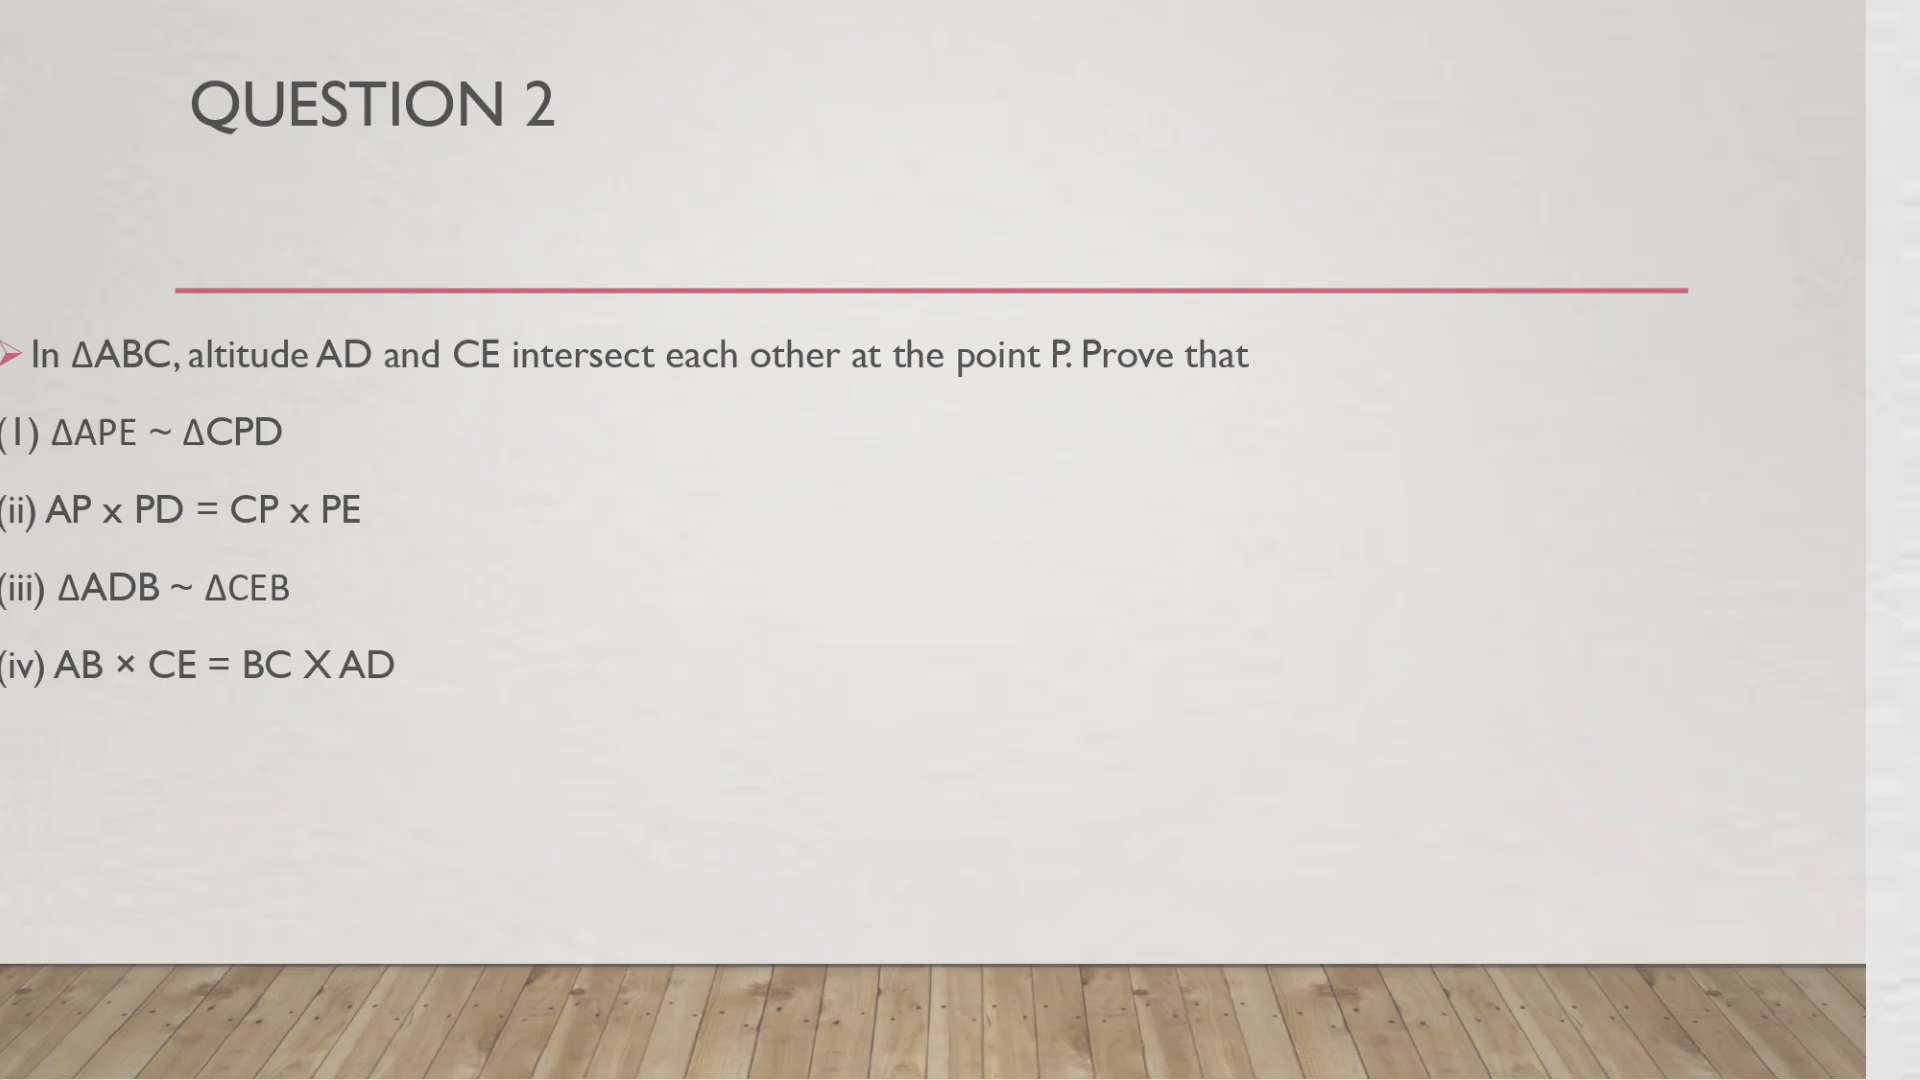 QUESTION 2
In ΔABC, altitude AD and CE intersect each other at the point P. Prove that
(1) ΔAPE ~ ΔCPD
(ii) AP x PD = CP x PE
(iii) ΔADB ~ ΔCEB
(iv) AB × CE = BC X AD